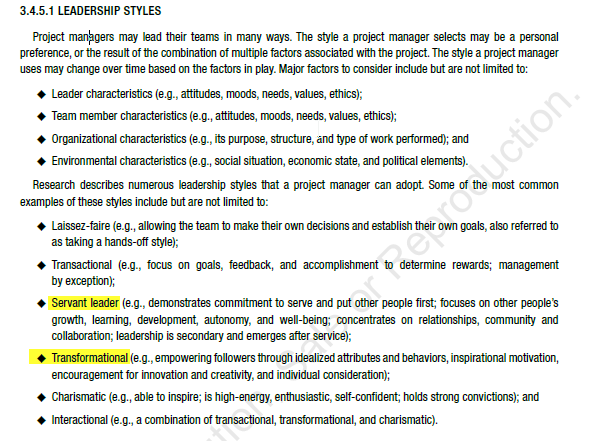 3.4.5.1 LEADERSHIP STYLES
Project managers may lead their teams in many ways. The style a project manager selects may be a personal
preference, or the result of the combination of multiple factors associated with the project. The style a project manager
uses may change over time based on the factors in play. Major factors to consider include but are not limited to:
◆ Leader characteristics (e.g., attitudes, moods, needs, values, ethics);
◆ Team member characteristics (e.g., attitudes, moods, needs, values, ethics);
◆ Organizational characteristics (e.g., its purpose, structure, and type of work performed); and
◆ Environmental characteristics (e.g., social situation, economic state, and political elements).
Research describes numerous leadership styles that a project manager can adopt. Some of the most common
examples of these styles include but are not limited to:
◆ Laissez-faire (e.g., allowing the team to make their own decisions and establish their own goals, also referred to
as taking a hands-off style);
◆ Transactional (e.g., focus on goals, feedback, and accomplishment to determine rewards; management
by exception);
◆ Servant leader (e.g., demonstrates commitment to serve and put other people first; focuses on other people's
growth, learning, development, autonomy, and well-being; concentrates on relationships, community and
collaboration; leadership is secondary and emerges after service);
◆ Transformational (e.g., empowering followers through idealized attributes and behaviors, inspirational motivation,
encouragement for innovation and creativity, and individual consideration);
◆ Charismatic (e.g., able to inspire; is high-energy, enthusiastic, self-confident; holds strong convictions); and
◆ Interactional (e.g., a combination of transactional, transformational, and charismatic).
or Reproduction.